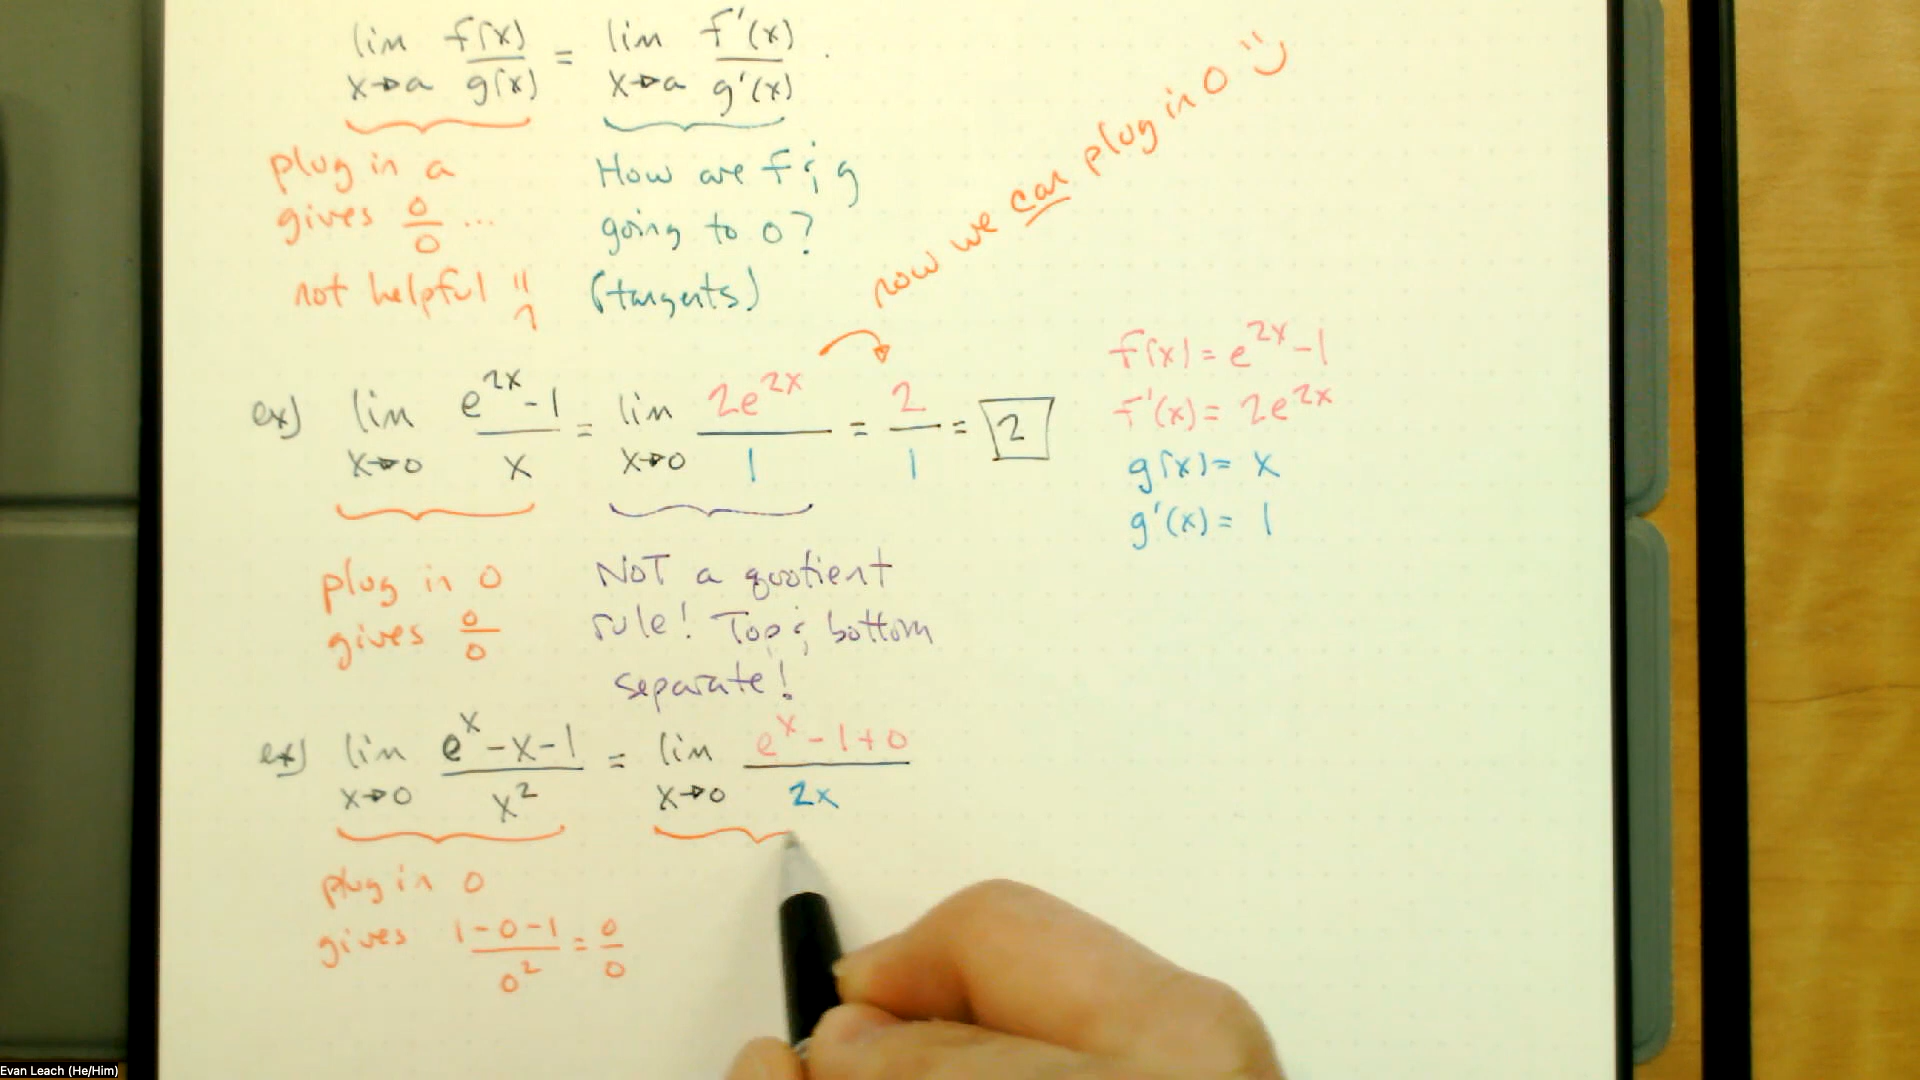 lim f(x)/g(x) = lim f'(x)/g'(x) .
x→a x→a
plug in a
gives 0/0 ...
not helpful
How are f & g
going to 0?
(tangents)
now we can plug in 0
ex) lim e^2x-1 / x = lim 2e^2x / 1 = 2/1 = 2
x→0 x→0
f(x) = e^2x-1
f'(x) = 2e^2x
g(x) = x
g'(x) = 1
plug in 0
gives 0/0
NOT a quotient
rule! Top & bottom
separate!
ex) lim e^x-x-1 / x^2 = lim e^x-1+0 / 2x
x→0 x→0
plug in 0
gives 1-0-1 / 0^2 = 0/0
Evan Leach (He/Him)